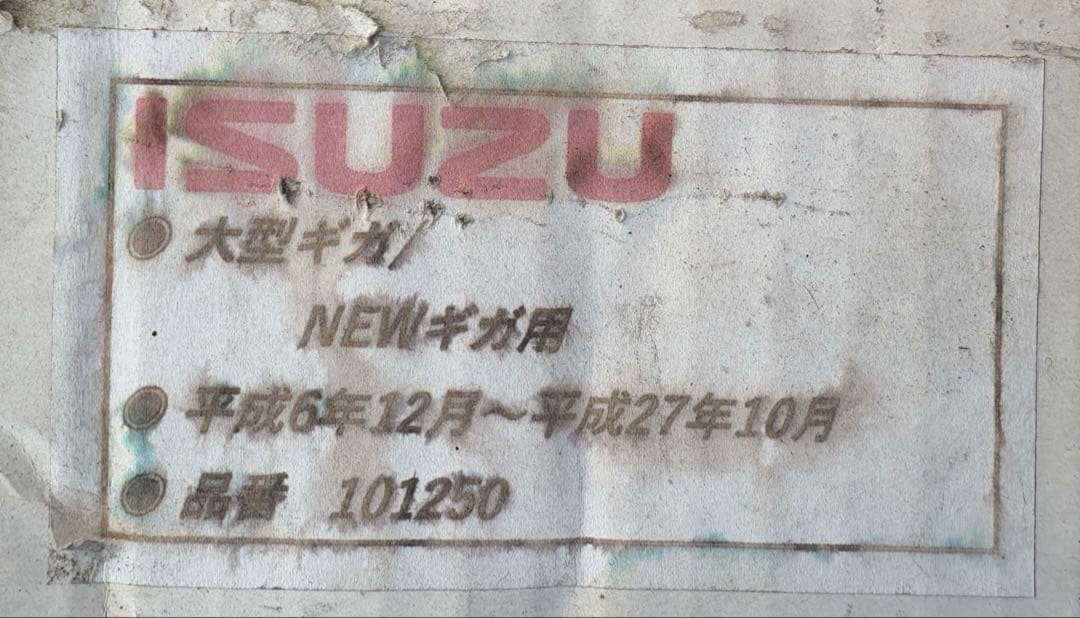 ISUZU
●大型ギガ/
NEWギガ用
●平成6年12月～平成27年10月
●品番　101250